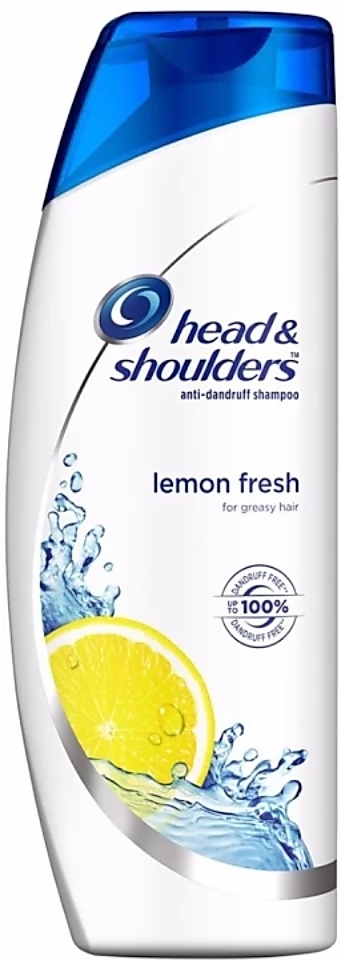 head &
shoulders™
anti-dandruff shampoo
lemon fresh
for greasy hair
DANDRUFF FREE**
UP TO 100%
DANDRUFF FREE**